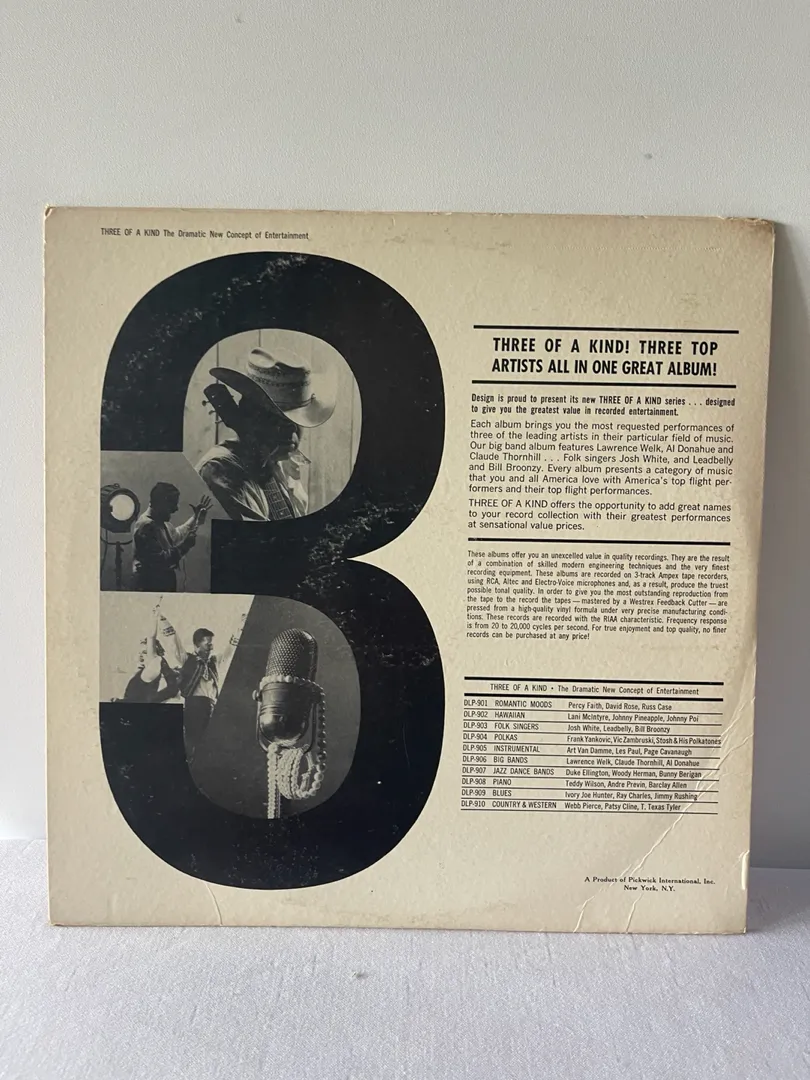 THREE OF A KIND The Dramatic New Concept of Entertainment
THREE OF A KIND! THREE TOP
ARTISTS ALL IN ONE GREAT ALBUM!
Design is proud to present its new THREE OF A KIND series . . . designed
to give you the greatest value in recorded entertainment.
Each album brings you the most requested performances of
three of the leading artists in their particular field of music.
Our big band album features Lawrence Welk, Al Donahue and
Claude Thornhill . . . Folk singers Josh White, and Leadbelly
and Bill Broonzy. Every album presents a category of music
that you and all America love with America's top flight per-
formers and their top flight performances.
THREE OF A KIND offers the opportunity to add great names
to your record collection with their greatest performances
at sensational value prices.
These albums offer you an unexcelled value in quality recordings. They are the result
of a combination of skilled modern engineering techniques and the very finest
recording equipment. These albums are recorded on 3-track Ampex tape recorders,
using RCA, Altec and Electro-Voice microphones and, as a result, produce the truest
possible tonal quality. In order to give you the most outstanding reproduction from
the tape to the record the tapes — mastered by a Westrex Feedback Cutter — are
pressed from a high-quality vinyl formula under very precise manufacturing condi-
tions. These records are recorded with the RIAA characteristic. Frequency response
is from 20 to 20,000 cycles per second. For true enjoyment and top quality, no finer
records can be purchased at any price!
THREE OF A KIND • The Dramatic New Concept of Entertainment
DLP-901 ROMANTIC MOODS Percy Faith, David Rose, Russ Case
DLP-902 HAWAIIAN Lani McIntyre, Johnny Pineapple, Johnny Poi
DLP-903 FOLK SINGERS Josh White, Leadbelly, Bill Broonzy
DLP-904 POLKAS Frank Yankovic, Vic Zambruski, Stosh & His Polkatones
DLP-905 INSTRUMENTAL Art Van Damme, Les Paul, Page Cavanaugh
DLP-906 BIG BANDS Lawrence Welk, Claude Thornhill, Al Donahue
DLP-907 JAZZ DANCE BANDS Duke Ellington, Woody Herman, Bunny Berigan
DLP-908 PIANO Teddy Wilson, Andre Previn, Barclay Allen
DLP-909 BLUES Ivory Joe Hunter, Ray Charles, Jimmy Rushing
DLP-910 COUNTRY & WESTERN Webb Pierce, Patsy Cline, T. Texas Tyler
A Product of Pickwick International, Inc.
New York, N.Y.